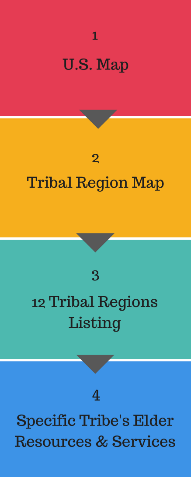 1
U.S. Map
2
Tribal Region Map
3
12 Tribal Regions
Listing
4
Specific Tribe's Elder
Resources & Services